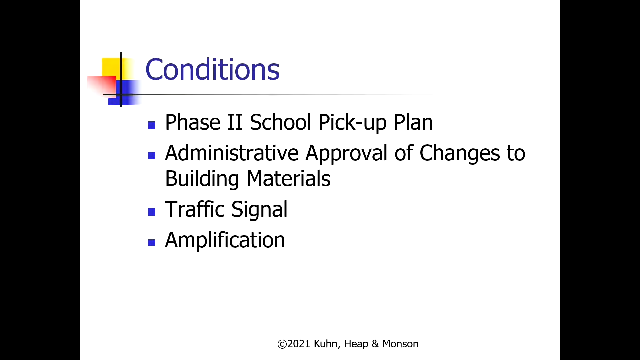 Conditions
Phase II School Pick-up Plan
Administrative Approval of Changes to
Building Materials
Traffic Signal
Amplification
©2021 Kuhn, Heap & Monson